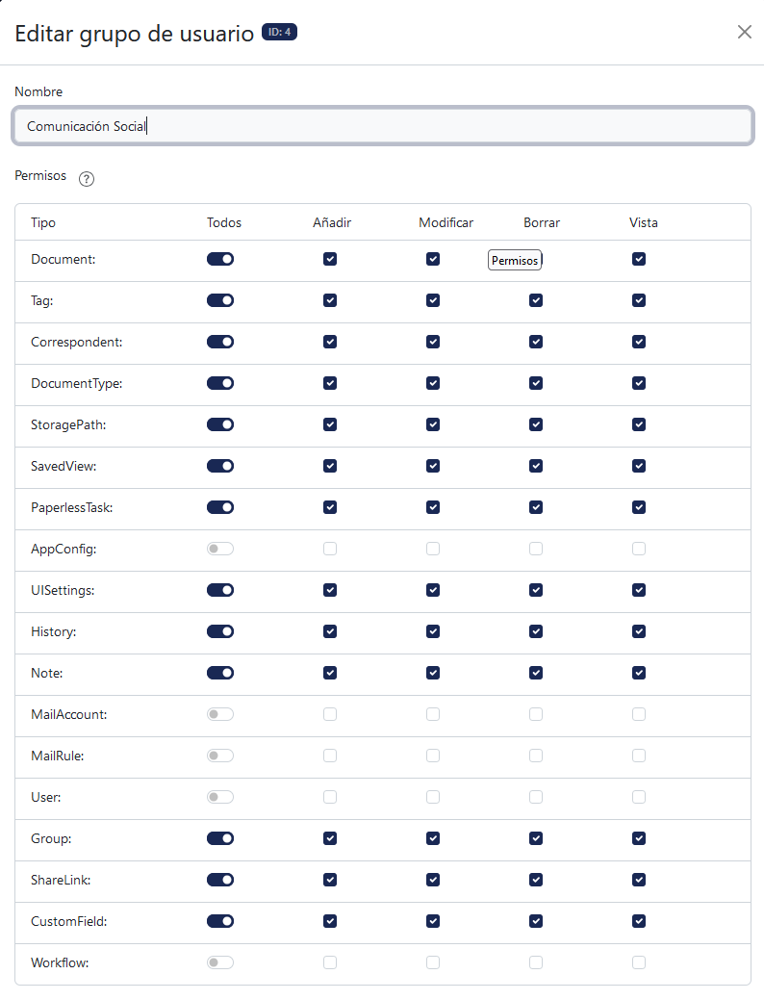 Editar grupo de usuario ID: 4
Nombre
Comunicación Social
Permisos ?
Tipo Todos Añadir Modificar Borrar Vista
Document: Permisos
Tag:
Correspondent:
DocumentType:
StoragePath:
SavedView:
PaperlessTask:
AppConfig:
UISettings:
History:
Note:
MailAccount:
MailRule:
User:
Group:
ShareLink:
CustomField:
Workflow: